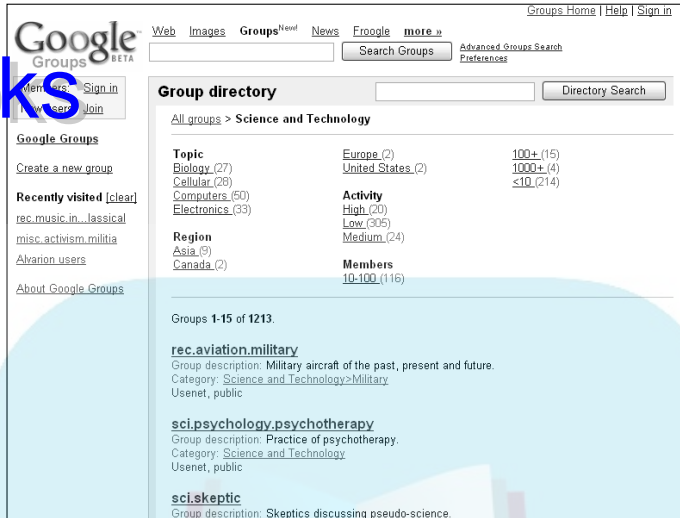 Groups Home | Help | Sign in
Google
Groups BETA
Web Images Groups New! News Froogle more »
Search Groups
Advanced Groups Search
Preferences
ks
Members: Sign in
New users: Join
Group directory
Directory Search
All groups > Science and Technology
Google Groups
Create a new group
Recently visited [clear]
rec.music.in...lassical
misc.activism.militia
Alvarion users
About Google Groups
Topic
Biology (27)
Cellular (28)
Computers (50)
Electronics (33)
Region
Asia (9)
Canada (2)
Europe (2)
United States (2)
Activity
High (20)
Low (305)
Medium (24)
Members
10-100 (116)
100+ (15)
1000+ (4)
<10 (214)
Groups 1-15 of 1213.
rec.aviation.military
Group description: Military aircraft of the past, present and future.
Category: Science and Technology>Military
Usenet, public
sci.psychology.psychotherapy
Group description: Practice of psychotherapy.
Category: Science and Technology
Usenet, public
sci.skeptic
Group description: Skeptics discussing pseudo-science.